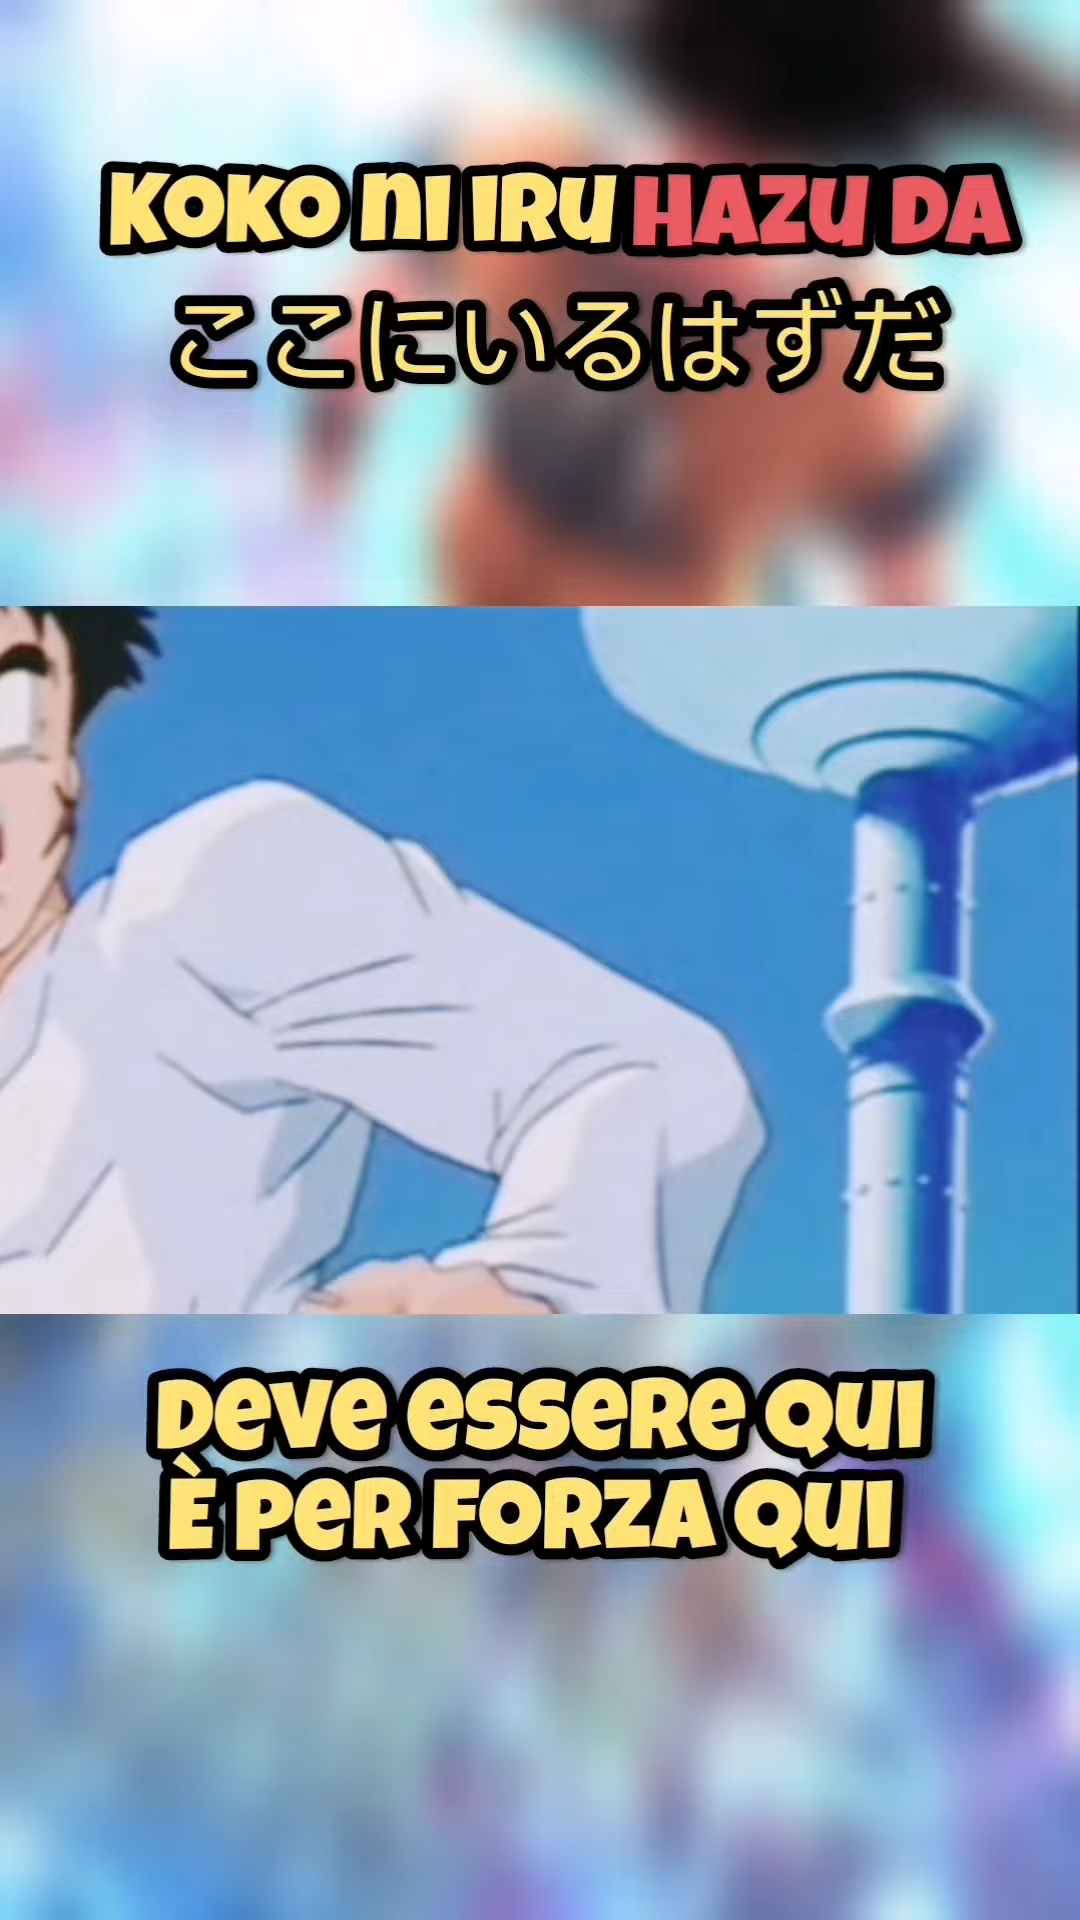 KOKO NI IRU HAZU DA
ここにいるはずだ
DEVE ESSERE QUI
È PER FORZA QUI